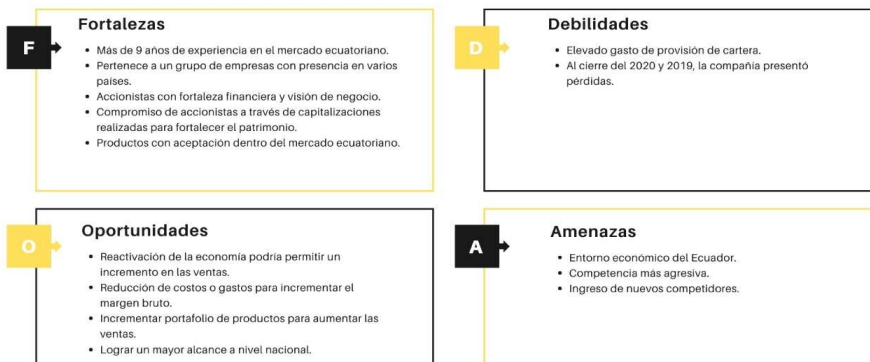 F
Fortalezas
• Más de 9 años de experiencia en el mercado ecuatoriano.
• Pertenece a un grupo de empresas con presencia en varios
países.
• Accionistas con fortaleza financiera y visión de negocio.
• Compromiso de accionistas a través de capitalizaciones
realizadas para fortalecer el patrimonio.
• Productos con aceptación dentro del mercado ecuatoriano.
D
Debilidades
• Elevado gasto de provisión de cartera.
• Al cierre del 2020 y 2019, la compañía presentó
pérdidas.
O
Oportunidades
• Reactivación de la economía podría permitir un
incremento en las ventas.
• Reducción de costos o gastos para incrementar el
margen bruto.
• Incrementar portafolio de productos para aumentar las
ventas.
• Lograr un mayor alcance a nivel nacional.
A
Amenazas
• Entorno económico del Ecuador.
• Competencia más agresiva.
• Ingreso de nuevos competidores.